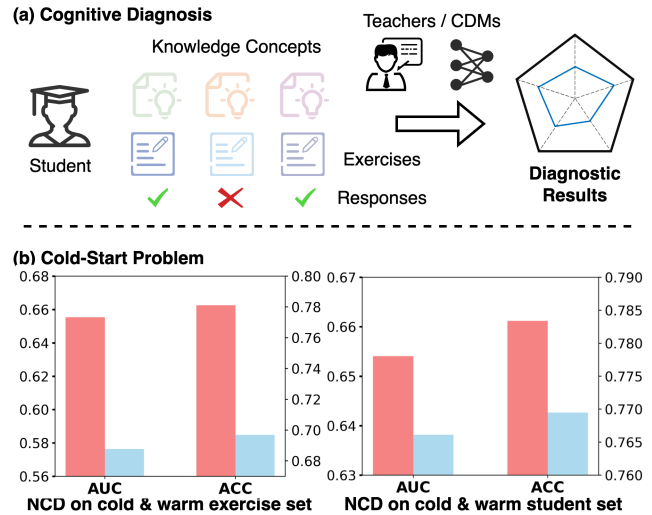 (a) Cognitive Diagnosis
Teachers / CDMs
Knowledge Concepts
Student
Exercises
Responses
Diagnostic
Results
(b) Cold-Start Problem
0.68
0.66
0.64
0.62
0.60
0.58
0.56
0.80
0.78
0.76
0.74
0.72
0.70
0.68
AUC
ACC
NCD on cold & warm exercise set
0.67
0.66
0.65
0.64
0.63
0.790
0.785
0.780
0.775
0.770
0.765
0.760
AUC
ACC
NCD on cold & warm student set